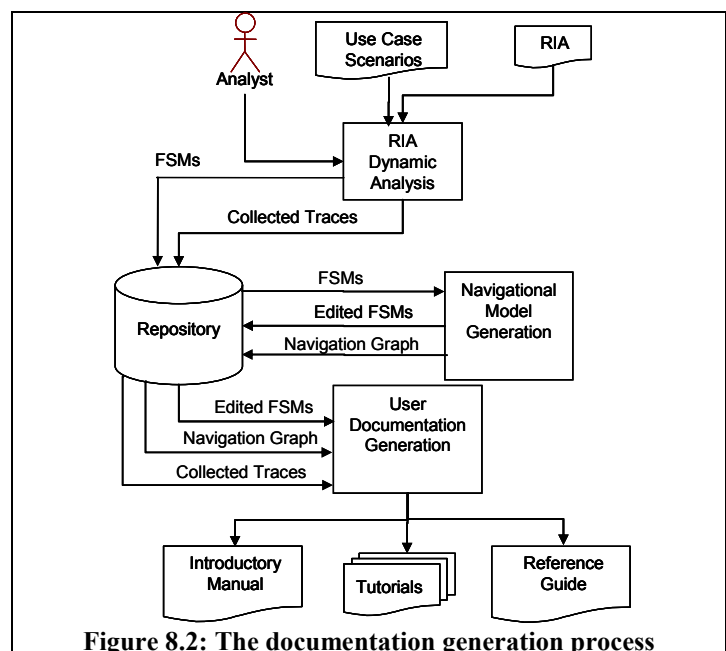 Use Case
Scenarios
RIA
Analyst
RIA
Dynamic
Analysis
FSMs
Collected Traces
FSMs
Edited FSMs
Navigation Graph
Navigational
Model
Generation
Repository
Edited FSMs
Navigation Graph
Collected Traces
User
Documentation
Generation
Introductory
Manual
Tutorials
Reference
Guide
Figure 8.2: The documentation generation process